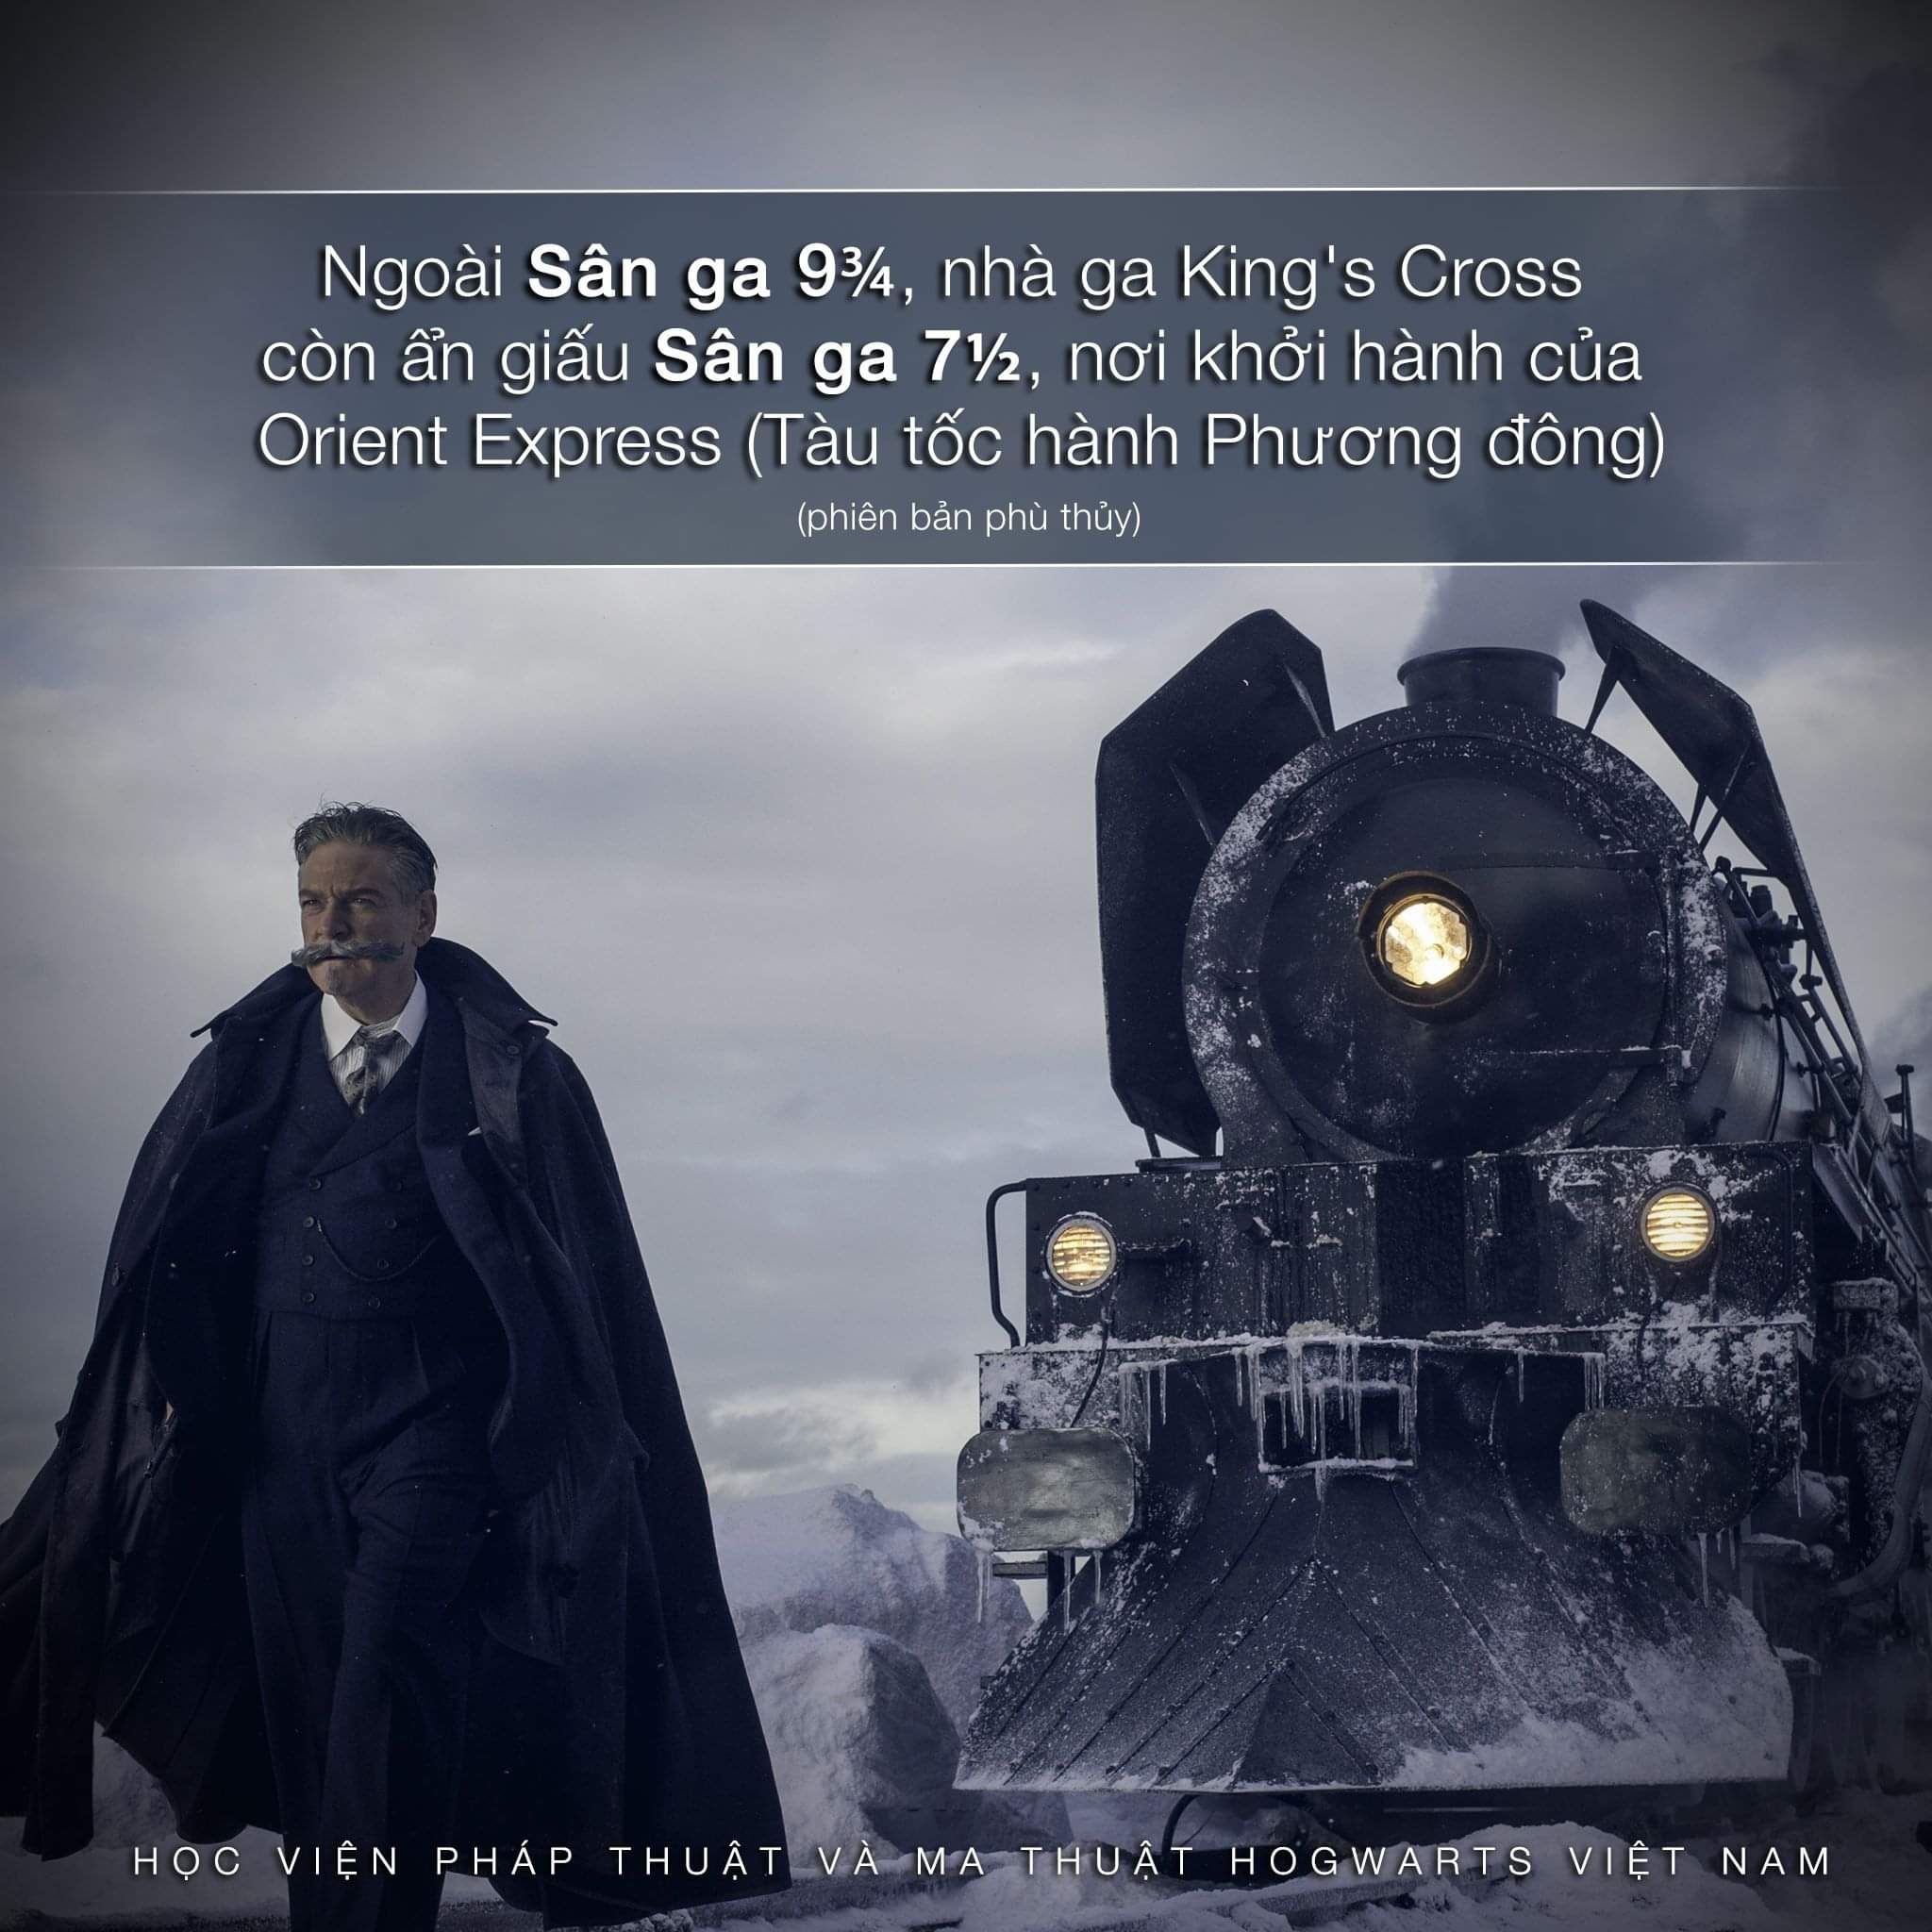 Ngoài Sân ga 9¾, nhà ga King's Cross
còn ẩn giấu Sân ga 7½, nơi khởi hành của
Orient Express (Tàu tốc hành Phương đông)
(phiên bản phù thủy)
HỌC VIỆN PHÁP THUẬT VÀ MA THUẬT HOGWARTS VIỆT NAM